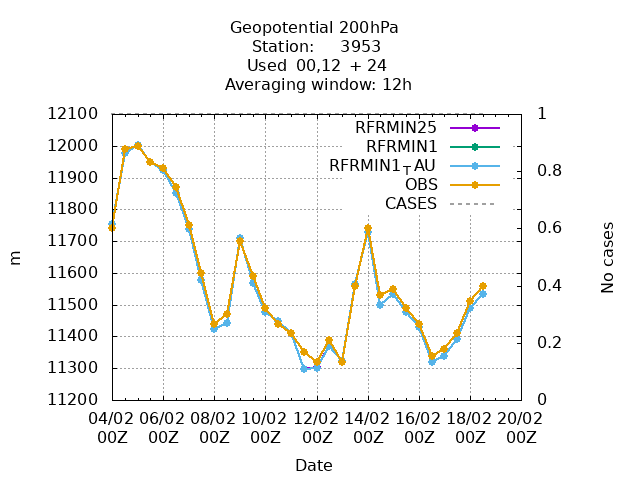 Geopotential 200hPa
Station: 3953
Used 00,12 + 24
Averaging window: 12h
12100
12000
11900
11800
11700
11600
11500
11400
11300
11200
m
1
0.8
0.6
0.4
0.2
0
No cases
RFRMIN25
RFRMIN1
RFRMIN1TAU
OBS
CASES
04/02 06/02 08/02 10/02 12/02 14/02 16/02 18/02 20/02
00Z 00Z 00Z 00Z 00Z 00Z 00Z 00Z 00Z
Date